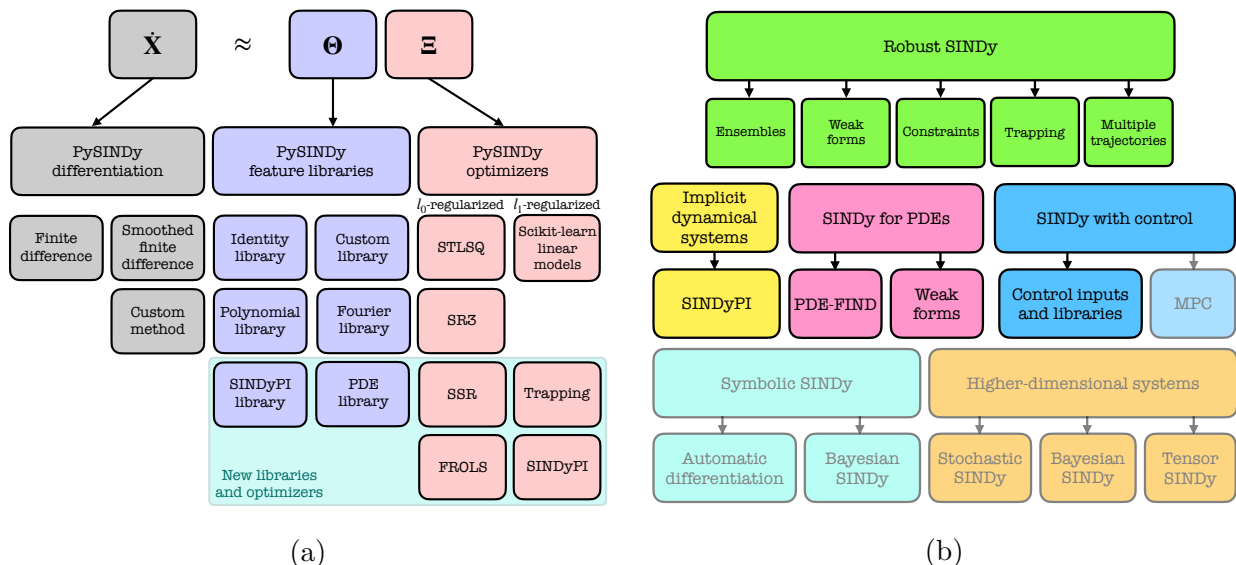 Ẋ ≈ Θ Ξ
PySINDy
differentiation
PySINDy
feature libraries
PySINDy
optimizers
l₀-regularized l₁-regularized
Finite
difference
Smoothed
finite
difference
Identity
library
Custom
library
STLSQ
Scikit-learn
linear
models
Custom
method
Polynomial
library
Fourier
library
SR3
SINDyPI
library
PDE
library
SSR
Trapping
New libraries
and optimizers
FROLS
SINDyPI
(a)
Robust SINDy
Ensembles
Weak
forms
Constraints
Trapping
Multiple
trajectories
Implicit
dynamical
systems
SINDy for PDEs
SINDy with control
SINDyPI
PDE-FIND
Weak
forms
Control inputs
and libraries
MPC
Symbolic SINDy
Higher-dimensional systems
Automatic
differentiation
Bayesian
SINDy
Stochastic
SINDy
Bayesian
SINDy
Tensor
SINDy
(b)